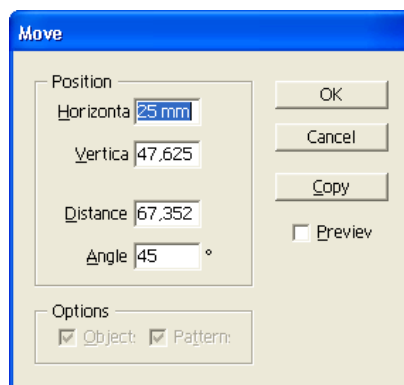 Move
Position
Horizonta 25 mm
Vertica 47,625
Distance 67,352
Angle 45 °
OK
Cancel
Copy
Previev
Options
Object: Pattern: